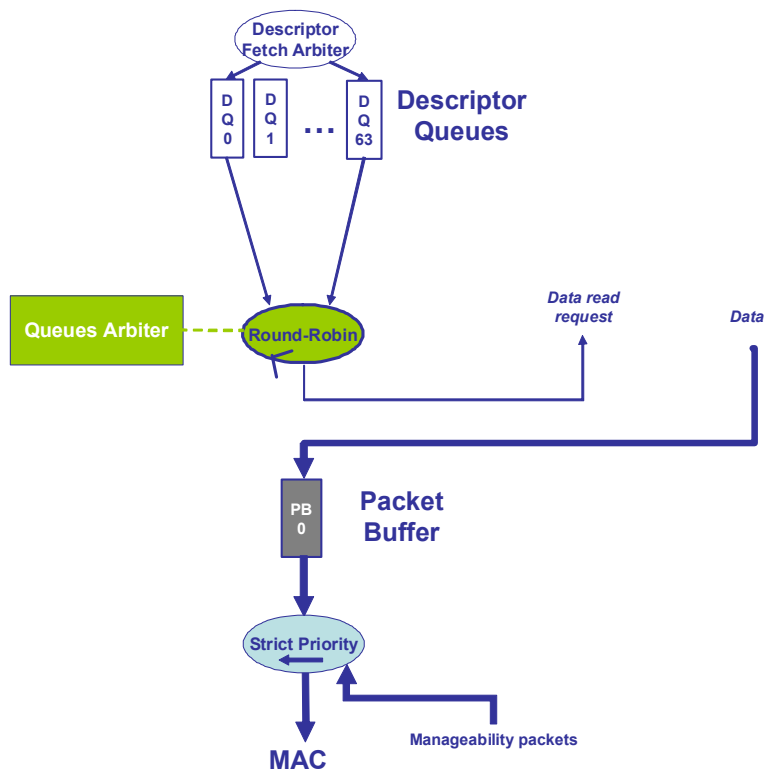 Descriptor
Fetch Arbiter
D
Q
0
D
Q
1
...
D
Q
63
Descriptor
Queues
Queues Arbiter
Round-Robin
Data read
request
Data
PB
0
Packet
Buffer
Strict Priority
MAC
Manageability packets